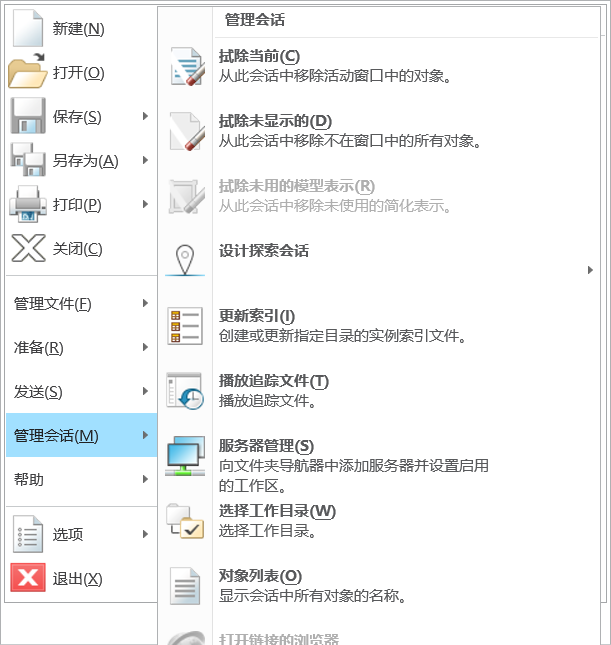 新建(N)
打开(O)
保存(S)
另存为(A)
打印(P)
关闭(C)
管理文件(F)
准备(R)
发送(S)
管理会话(M)
帮助
选项
退出(X)
管理会话
拭除当前(C)
从此会话中移除活动窗口中的对象。
拭除未显示的(D)
从此会话中移除不在窗口中的所有对象。
拭除未用的模型表示(R)
从此会话中移除未使用的简化表示。
设计探索会话
更新索引(I)
创建或更新指定目录的实例索引文件。
播放追踪文件(T)
播放追踪文件。
服务器管理(S)
向文件夹导航器中添加服务器并设置启用
的工作区。
选择工作目录(W)
选择工作目录。
对象列表(O)
显示会话中所有对象的名称。
打开链接的浏览器